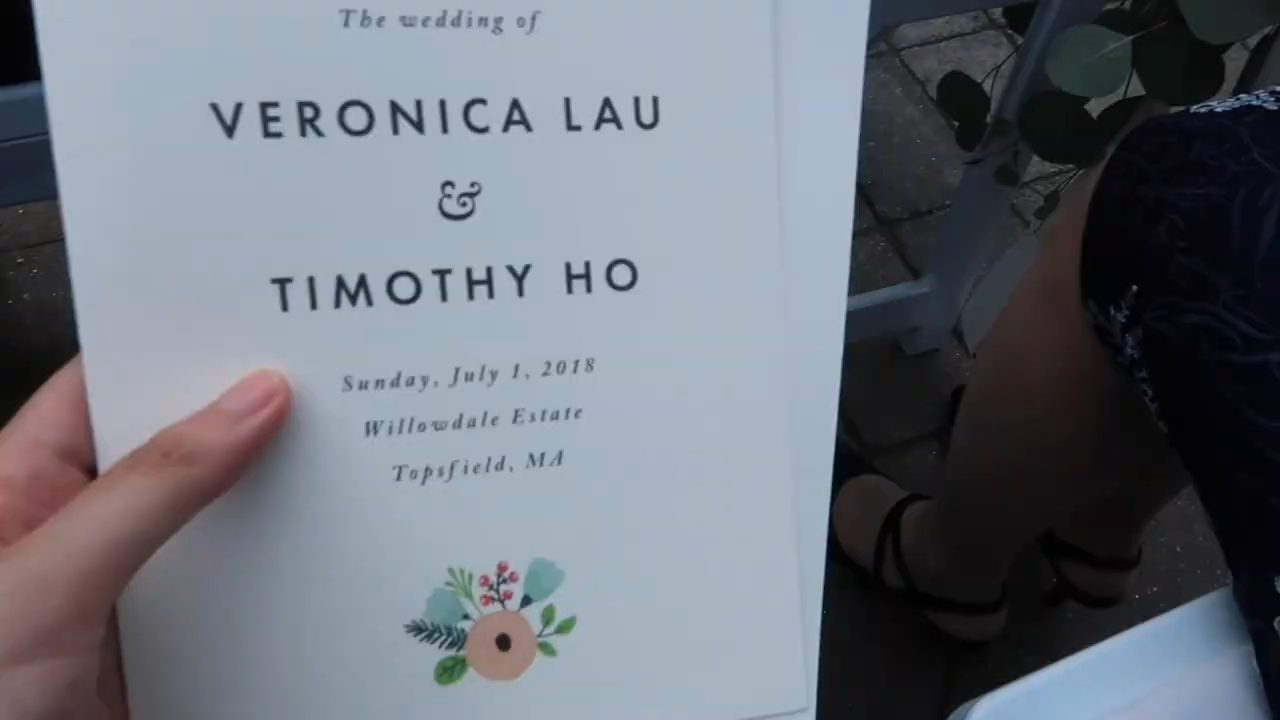 The wedding of
VERONICA LAU
&
TIMOTHY HO
Sunday, July 1, 2018
Willowdale Estate
Topsfield, MA